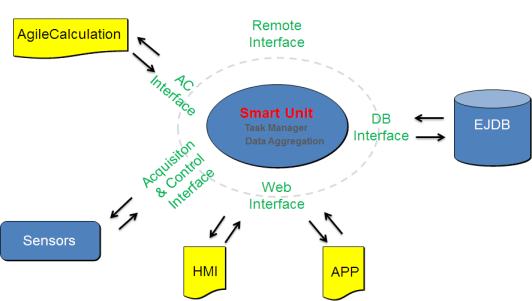 Remote
Interface
AgileCalculation
AC
Interface
Smart Unit
Task Manager
Data Aggregation
DB
Interface
EJDB
Acquisiton
& Control
Interface
Web
Interface
Sensors
HMI
APP